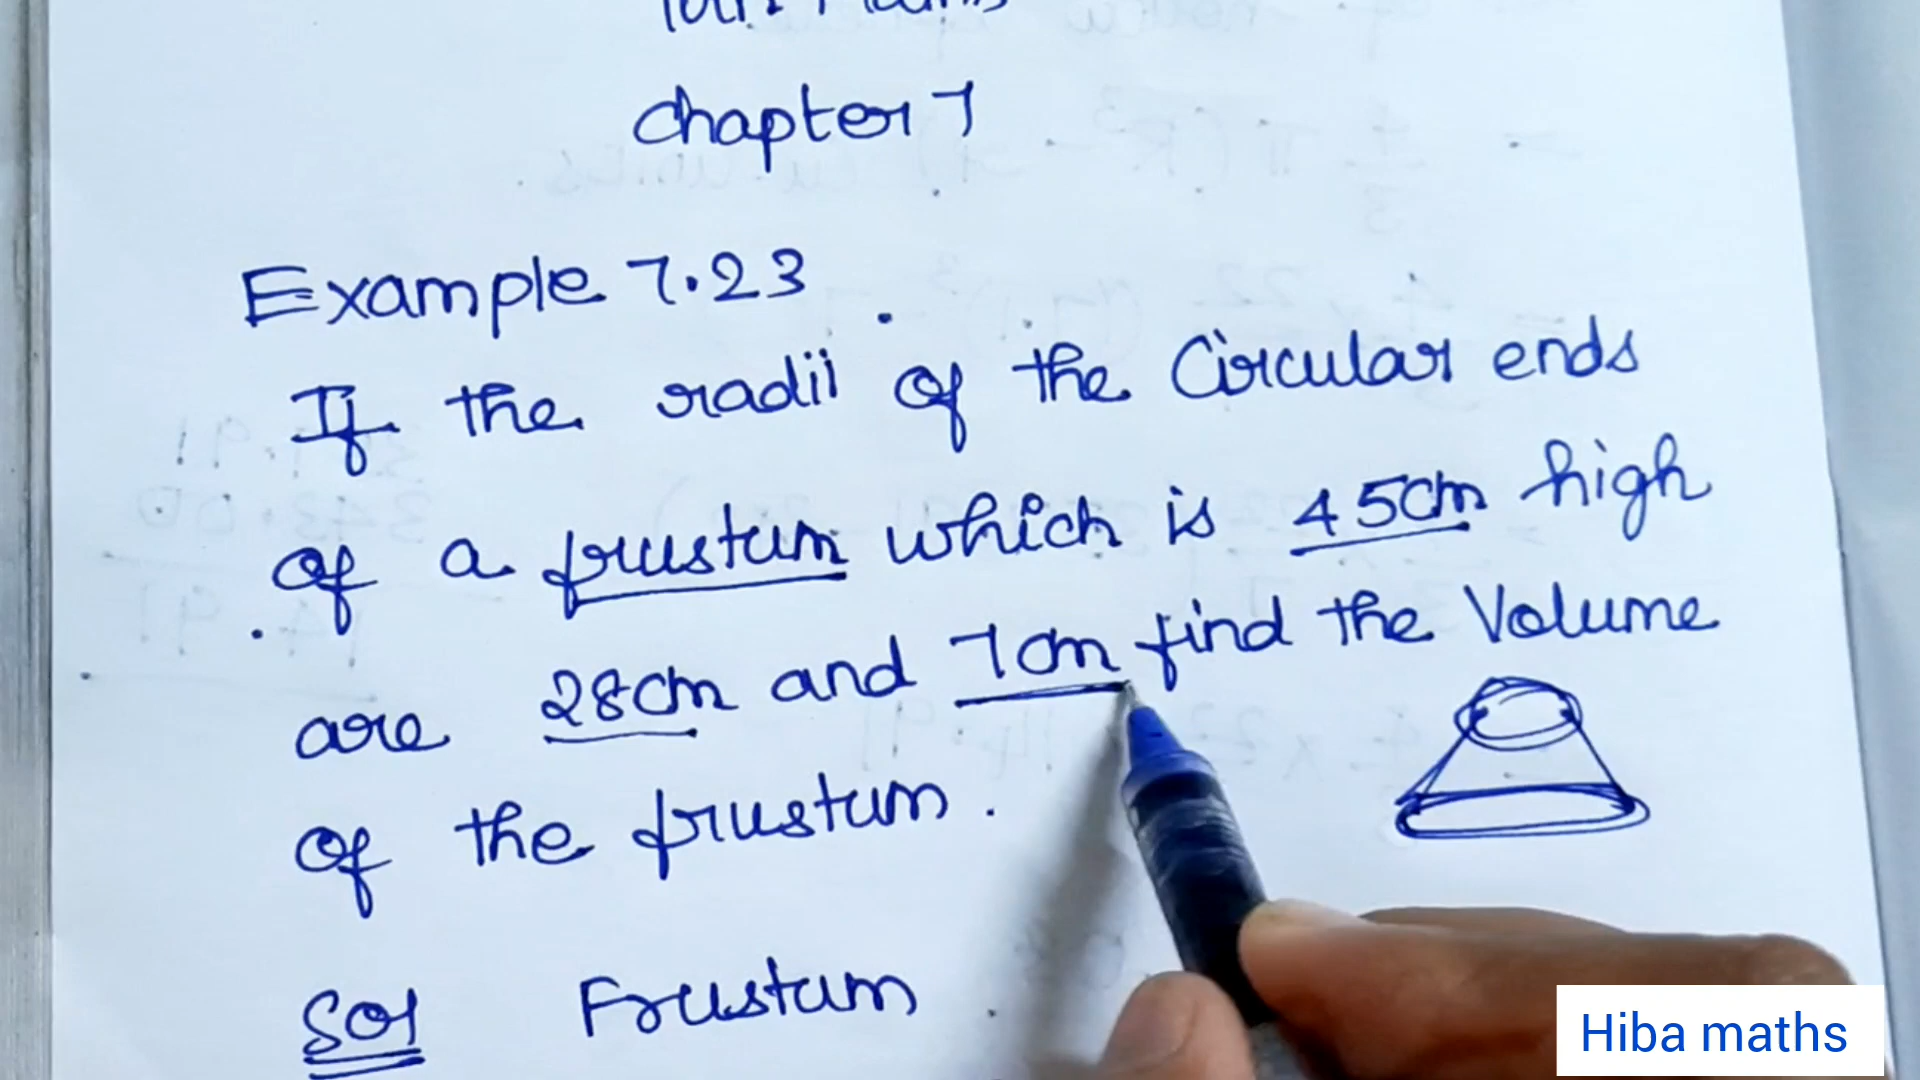 Chapter 7
Example 7.23
If the radii of the Circular ends
of a frustum which is 45cm high
are 28cm and 7cm find the Volume
of the frustum.
Sol Frustum
Hiba maths